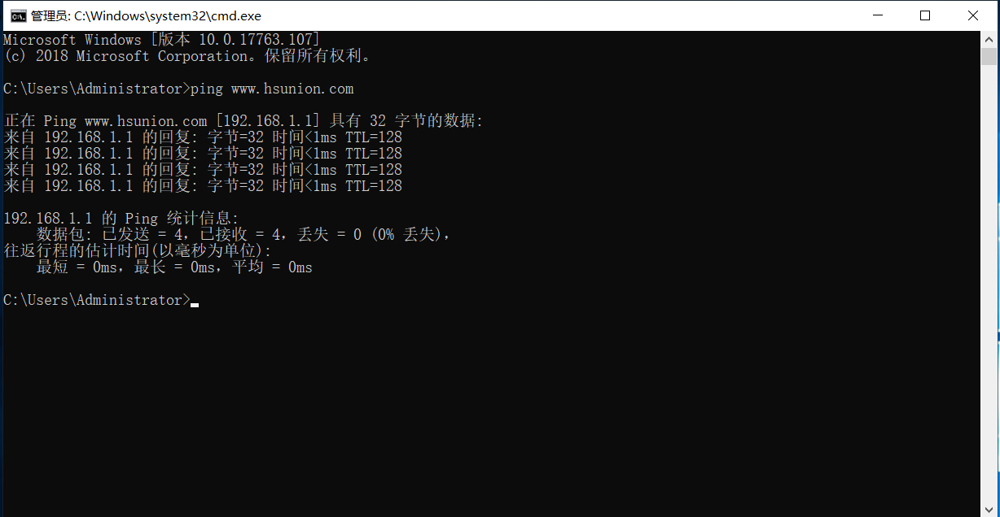 管理员: C:\Windows\system32\cmd.exe
Microsoft Windows [版本 10.0.17763.107]
(c) 2018 Microsoft Corporation。保留所有权利。
C:\Users\Administrator>ping www.hsunion.com
正在 Ping www.hsunion.com [192.168.1.1] 具有 32 字节的数据:
来自 192.168.1.1 的回复: 字节=32 时间<1ms TTL=128
来自 192.168.1.1 的回复: 字节=32 时间<1ms TTL=128
来自 192.168.1.1 的回复: 字节=32 时间<1ms TTL=128
来自 192.168.1.1 的回复: 字节=32 时间<1ms TTL=128
192.168.1.1 的 Ping 统计信息:
数据包: 已发送 = 4，已接收 = 4，丢失 = 0 (0% 丢失)，
往返行程的估计时间(以毫秒为单位):
最短 = 0ms，最长 = 0ms，平均 = 0ms
C:\Users\Administrator>